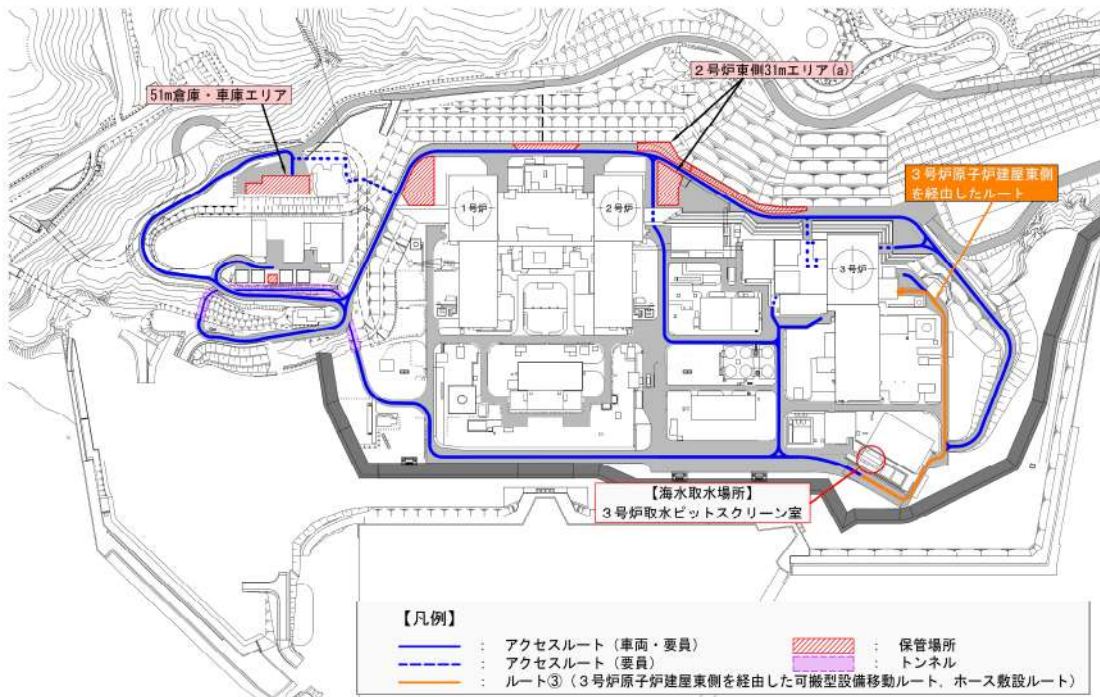 51m倉庫・車庫エリア
2号炉東側31mエリア(a)
3号炉原子炉建屋東側
を経由したルート
1号炉
2号炉
3号炉
【海水取水場所】
3号炉取水ピットスクリーン室
【凡例】
: アクセスルート(車両・要員)
: 保管場所
: アクセスルート(要員)
: トンネル
: ルート③(3号炉原子炉建屋東側を経由した可搬型設備移動ルート,ホース敷設ルート)